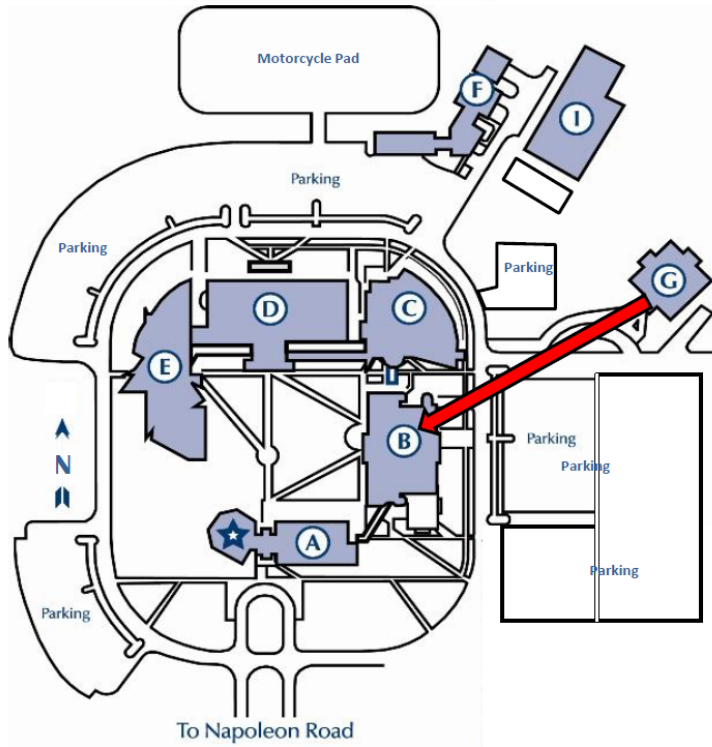 Motorcycle Pad
F
I
Parking
Parking
Parking
G
D
C
E
B
Parking
Parking
N
A
Parking
Parking
To Napoleon Road